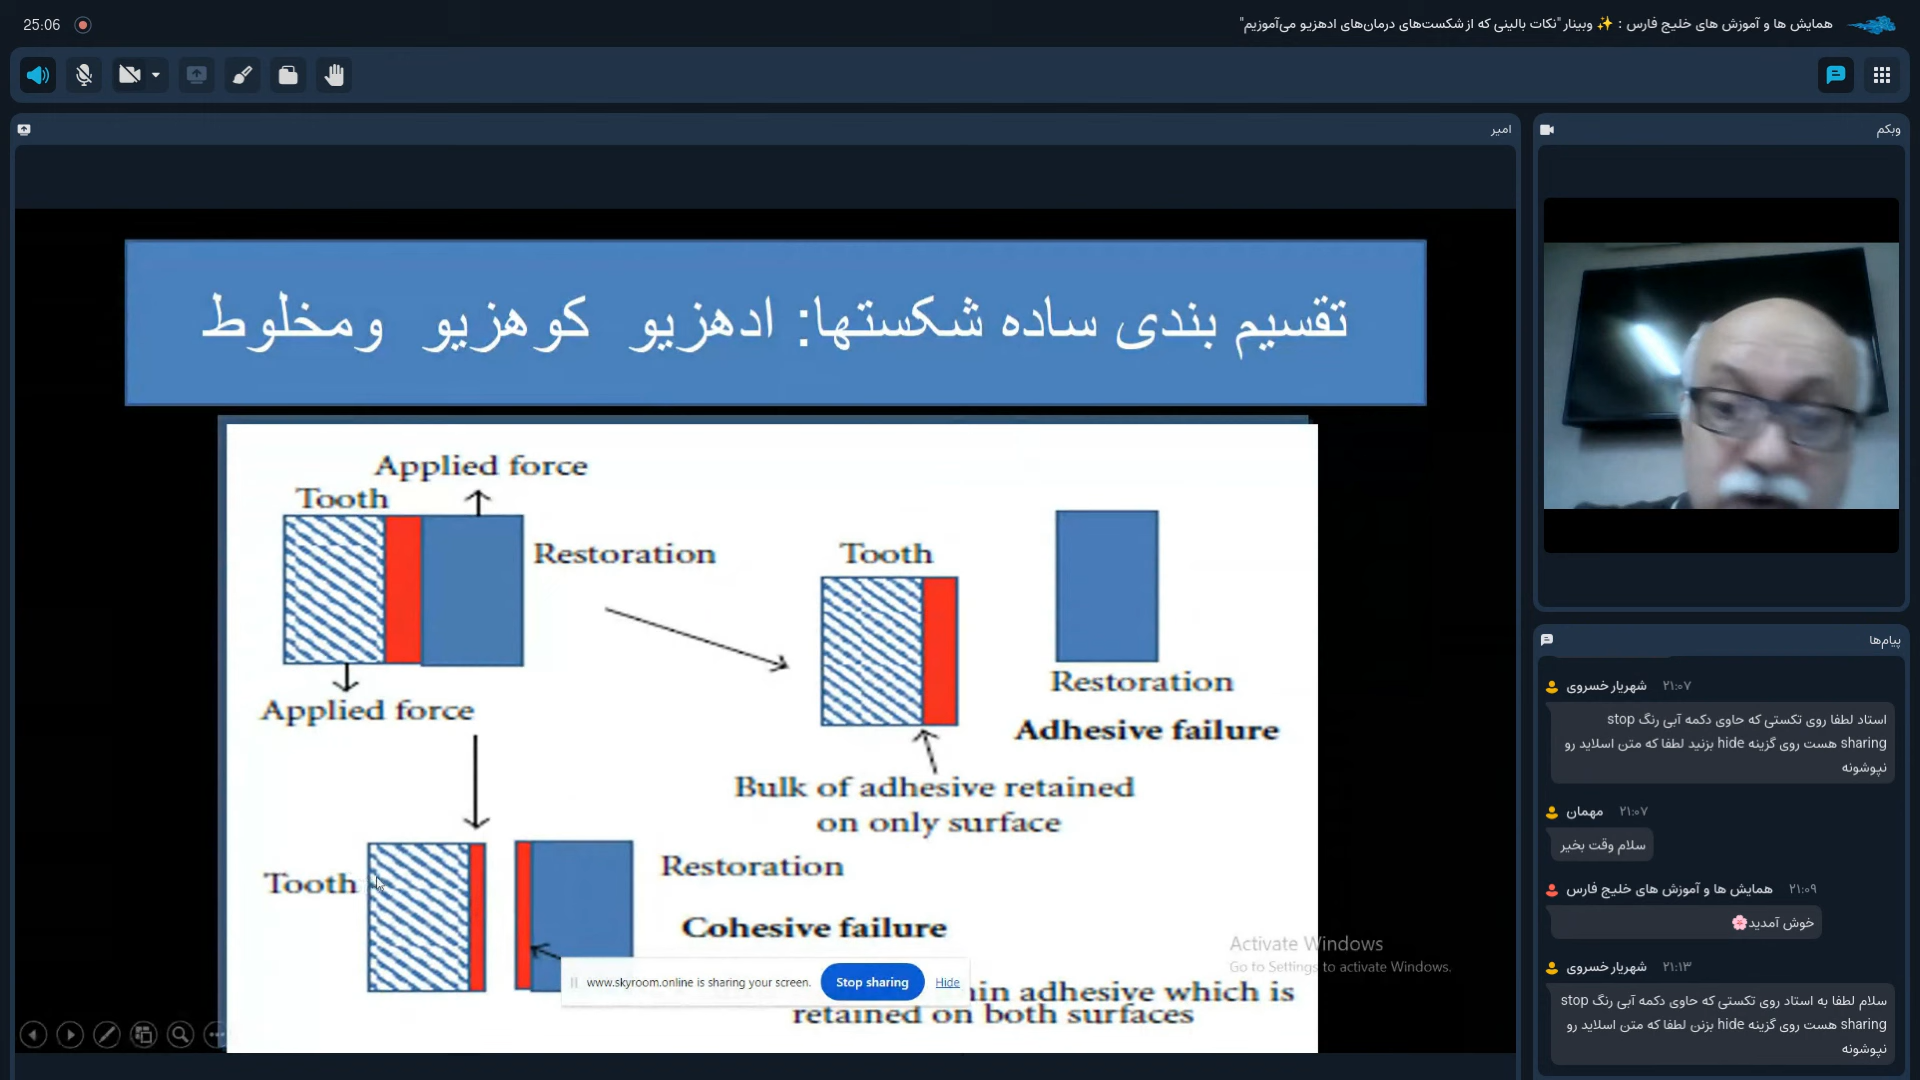 25:06
همایش ها و آموزش های خلیج فارس : ✨ وبینار "نکات بالینی که از شکست‌های درمان‌های ادهزیو می‌آموزیم"
امیر
وبکم
تقسیم بندی ساده شکستها: ادهزیو کوهزیو ومخلوط
Applied force
Tooth
Restoration
Applied force
Tooth
Restoration
Adhesive failure
Bulk of adhesive retained
on only surface
Tooth
Restoration
Cohesive failure
hin adhesive which is
retained on both surfaces
www.skyroom.online is sharing your screen.
Stop sharing
Hide
Activate Windows
Go to Settings to activate Windows.
پیام‌ها
شهریار خسروی ۲۱:۰۷
استاد لطفا روی تکستی که حاوی دکمه آبی رنگ stop
sharing هست روی گزینه hide بزنید لطفا که متن اسلاید رو
نپوشونه
مهمان ۲۱:۰۷
سلام وقت بخیر
همایش ها و آموزش های خلیج فارس ۲۱:۰۹
خوش آمدید🌸
شهریار خسروی ۲۱:۱۳
سلام لطفا به استاد روی تکستی که حاوی دکمه آبی رنگ stop
sharing هست روی گزینه hide بزنن لطفا که متن اسلاید رو
نپوشونه